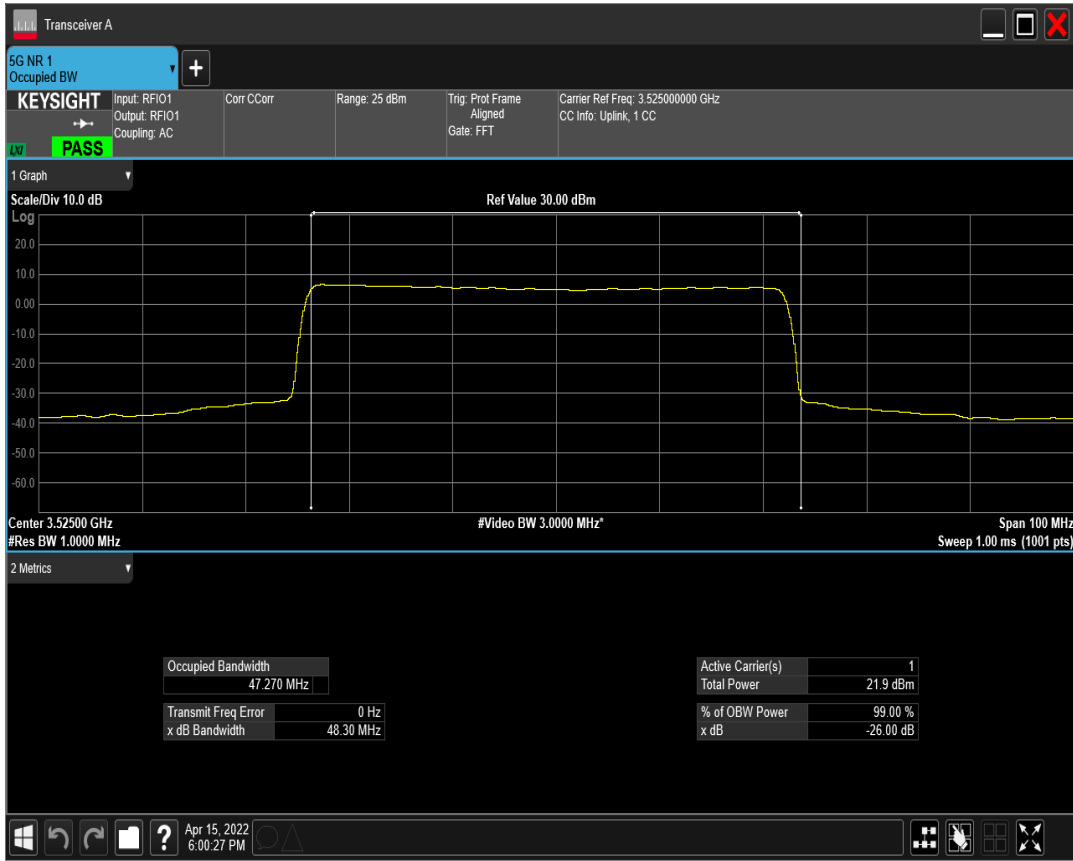 Transceiver A
5G NR 1
Occupied BW
KEYSIGHT
LXI
PASS
Input: RFIO1
Output: RFIO1
Coupling: AC
Corr CCorr
Range: 25 dBm
Trig: Prot Frame
Aligned
Gate: FFT
Carrier Ref Freq: 3.525000000 GHz
CC Info: Uplink, 1 CC
1 Graph
Scale/Div 10.0 dB
Ref Value 30.00 dBm
Log
20.0
10.0
0.00
-10.0
-20.0
-30.0
-40.0
-50.0
-60.0
Center 3.52500 GHz
#Video BW 3.0000 MHz*
Span 100 MHz
#Res BW 1.0000 MHz
Sweep 1.00 ms (1001 pts)
2 Metrics
Occupied Bandwidth
47.270 MHz
Transmit Freq Error 0 Hz
x dB Bandwidth 48.30 MHz
Active Carrier(s) 1
Total Power 21.9 dBm
% of OBW Power 99.00 %
x dB -26.00 dB
Apr 15, 2022
6:00:27 PM